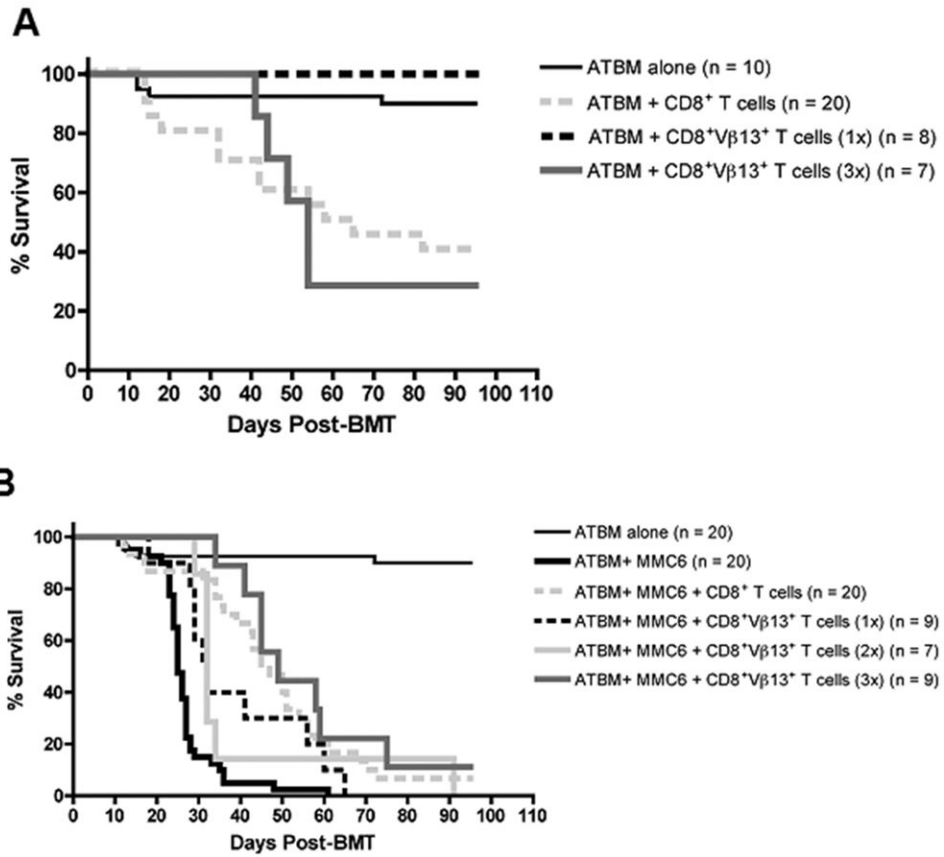 A
100
80
60
40
20
0
% Survival
0 10 20 30 40 50 60 70 80 90 100 110
Days Post-BMT
ATBM alone (n = 10)
ATBM + CD8⁺ T cells (n = 20)
ATBM + CD8⁺Vβ13⁺ T cells (1x) (n = 8)
ATBM + CD8⁺Vβ13⁺ T cells (3x) (n = 7)
B
100
80
60
40
20
0
% Survival
0 10 20 30 40 50 60 70 80 90 100 110
Days Post-BMT
ATBM alone (n = 20)
ATBM+ MMC6 (n = 20)
ATBM+ MMC6 + CD8⁺ T cells (n = 20)
ATBM+ MMC6 + CD8⁺Vβ13⁺ T cells (1x) (n = 9)
ATBM+ MMC6 + CD8⁺Vβ13⁺ T cells (2x) (n = 7)
ATBM+ MMC6 + CD8⁺Vβ13⁺ T cells (3x) (n = 9)